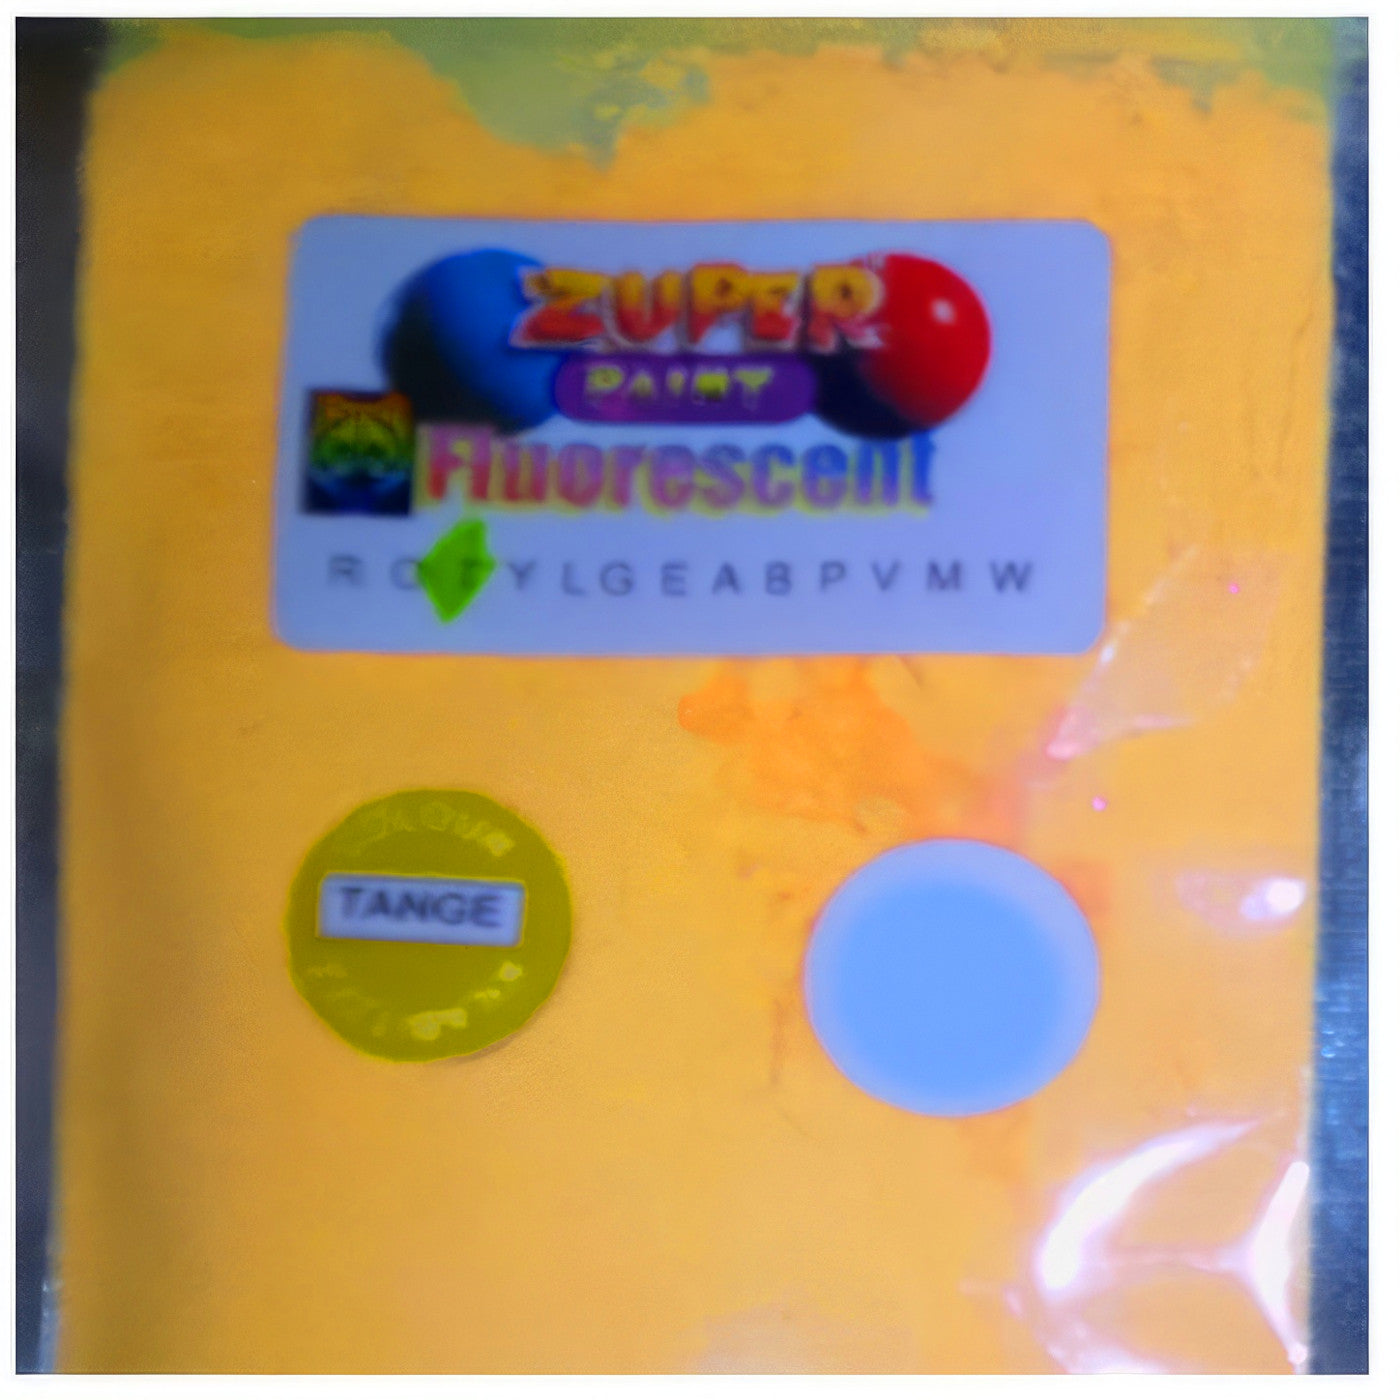 ZUPER
PAINT
Fluorescent
R O T Y L G E A B P V M W
TANGE